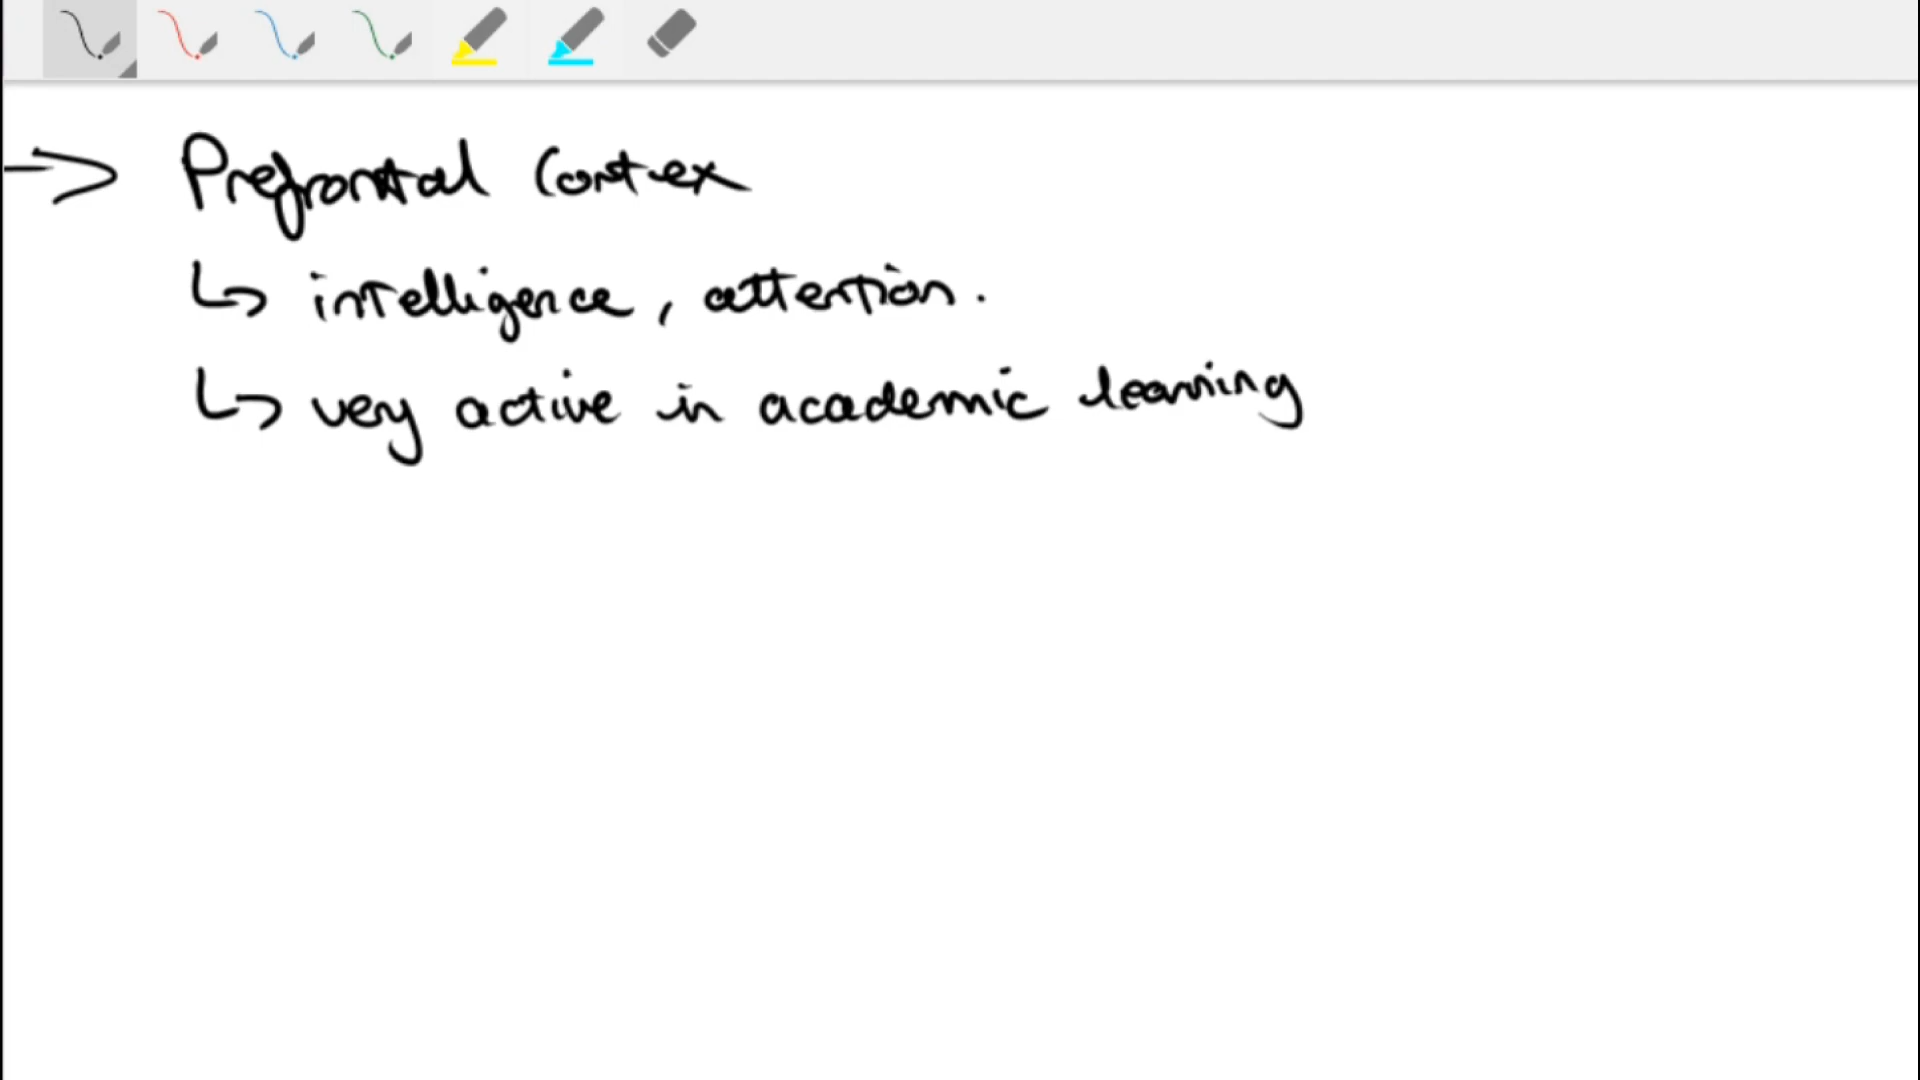 → Prefrontal Cortex
↳ intelligence, attention.
↳ very active in academic learning